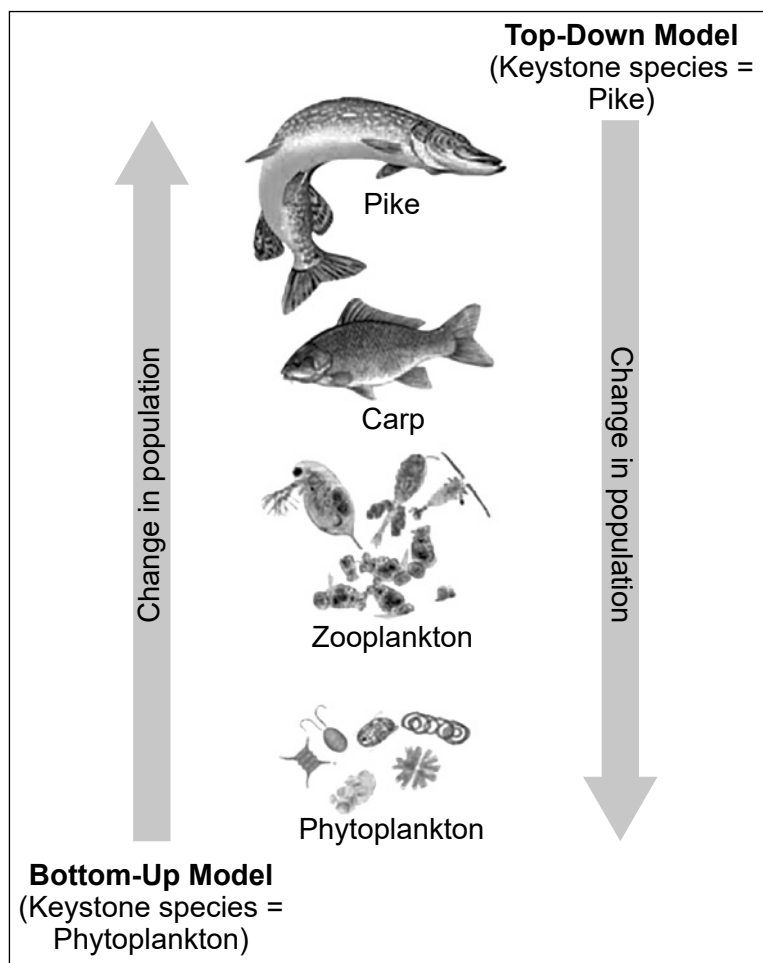 Top-Down Model
(Keystone species =
Pike)
Pike
Carp
Change in population
Change in population
Zooplankton
Phytoplankton
Bottom-Up Model
(Keystone species =
Phytoplankton)